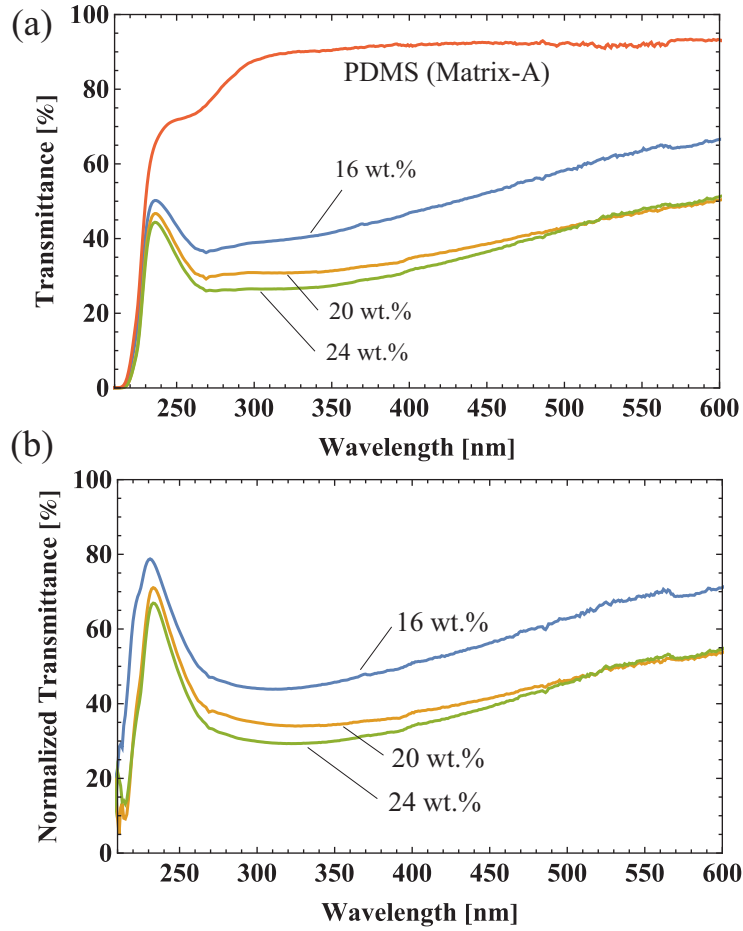 (a)
100
80
60
40
20
0
Transmittance [%]
PDMS (Matrix-A)
16 wt.%
20 wt.%
24 wt.%
250 300 350 400 450 500 550 600
Wavelength [nm]
(b)
100
80
60
40
20
0
Normalized Transmittance [%]
16 wt.%
20 wt.%
24 wt.%
250 300 350 400 450 500 550 600
Wavelength [nm]